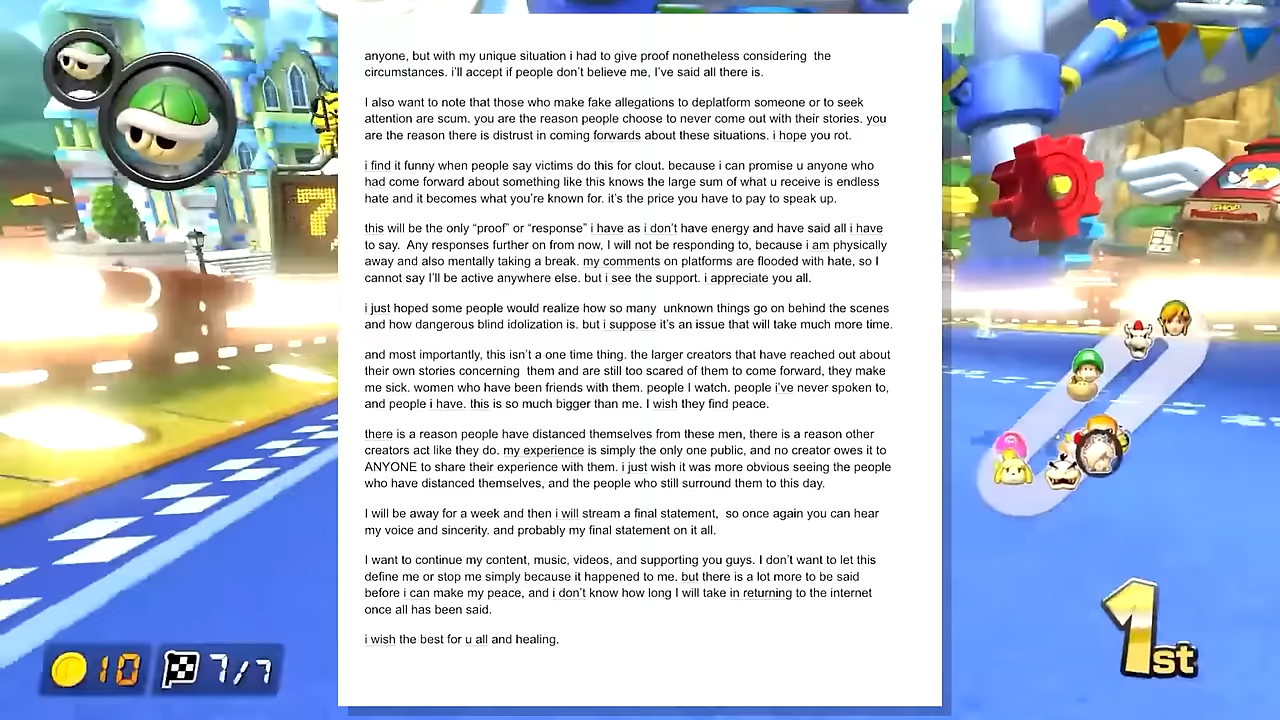 anyone, but with my unique situation i had to give proof nonetheless considering  the
circumstances. i'll accept if people don't believe me, I've said all there is.
I also want to note that those who make fake allegations to deplatform someone or to seek
attention are scum. you are the reason people choose to never come out with their stories. you
are the reason there is distrust in coming forwards about these situations. i hope you rot.
i find it funny when people say victims do this for clout. because i can promise u anyone who
had come forward about something like this knows the large sum of what u receive is endless
hate and it becomes what you're known for. it's the price you have to pay to speak up.
this will be the only “proof” or “response” i have as i don't have energy and have said all i have
to say.  Any responses further on from now, I will not be responding to, because i am physically
away and also mentally taking a break. my comments on platforms are flooded with hate, so I
cannot say I'll be active anywhere else. but i see the support. i appreciate you all.
i just hoped some people would realize how so many  unknown things go on behind the scenes
and how dangerous blind idolization is. but i suppose it's an issue that will take much more time.
and most importantly, this isn't a one time thing. the larger creators that have reached out about
their own stories concerning  them and are still too scared of them to come forward, they make
me sick. women who have been friends with them. people I watch. people i've never spoken to,
and people i have. this is so much bigger than me. I wish they find peace.
there is a reason people have distanced themselves from these men, there is a reason other
creators act like they do. my experience is simply the only one public, and no creator owes it to
ANYONE to share their experience with them. i just wish it was more obvious seeing the people
who have distanced themselves, and the people who still surround them to this day.
I will be away for a week and then i will stream a final statement,  so once again you can hear
my voice and sincerity. and probably my final statement on it all.
I want to continue my content, music, videos, and supporting you guys. I don't want to let this
define me or stop me simply because it happened to me. but there is a lot more to be said
before i can make my peace, and i don't know how long I will take in returning to the internet
once all has been said.
i wish the best for u all and healing.
SHOP
10 7/7
1st